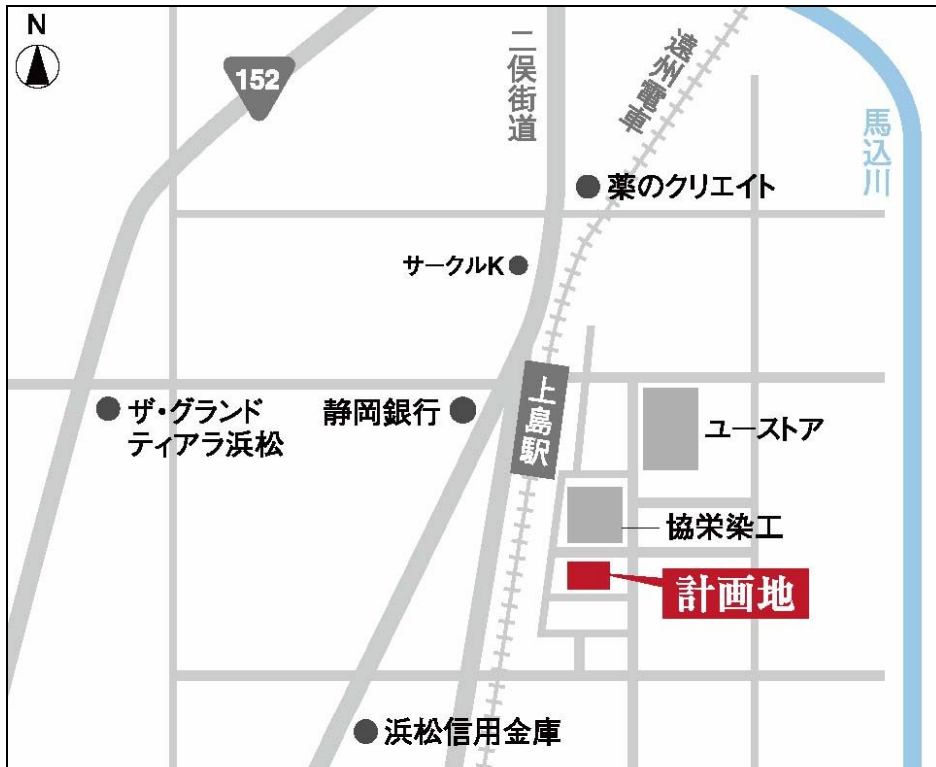 N
152
二俣街道
遠州電車
馬込川
薬のクリエイト
サークルK
ザ・グランド
ティアラ浜松
静岡銀行
上島駅
ユーストア
協栄染工
計画地
浜松信用金庫